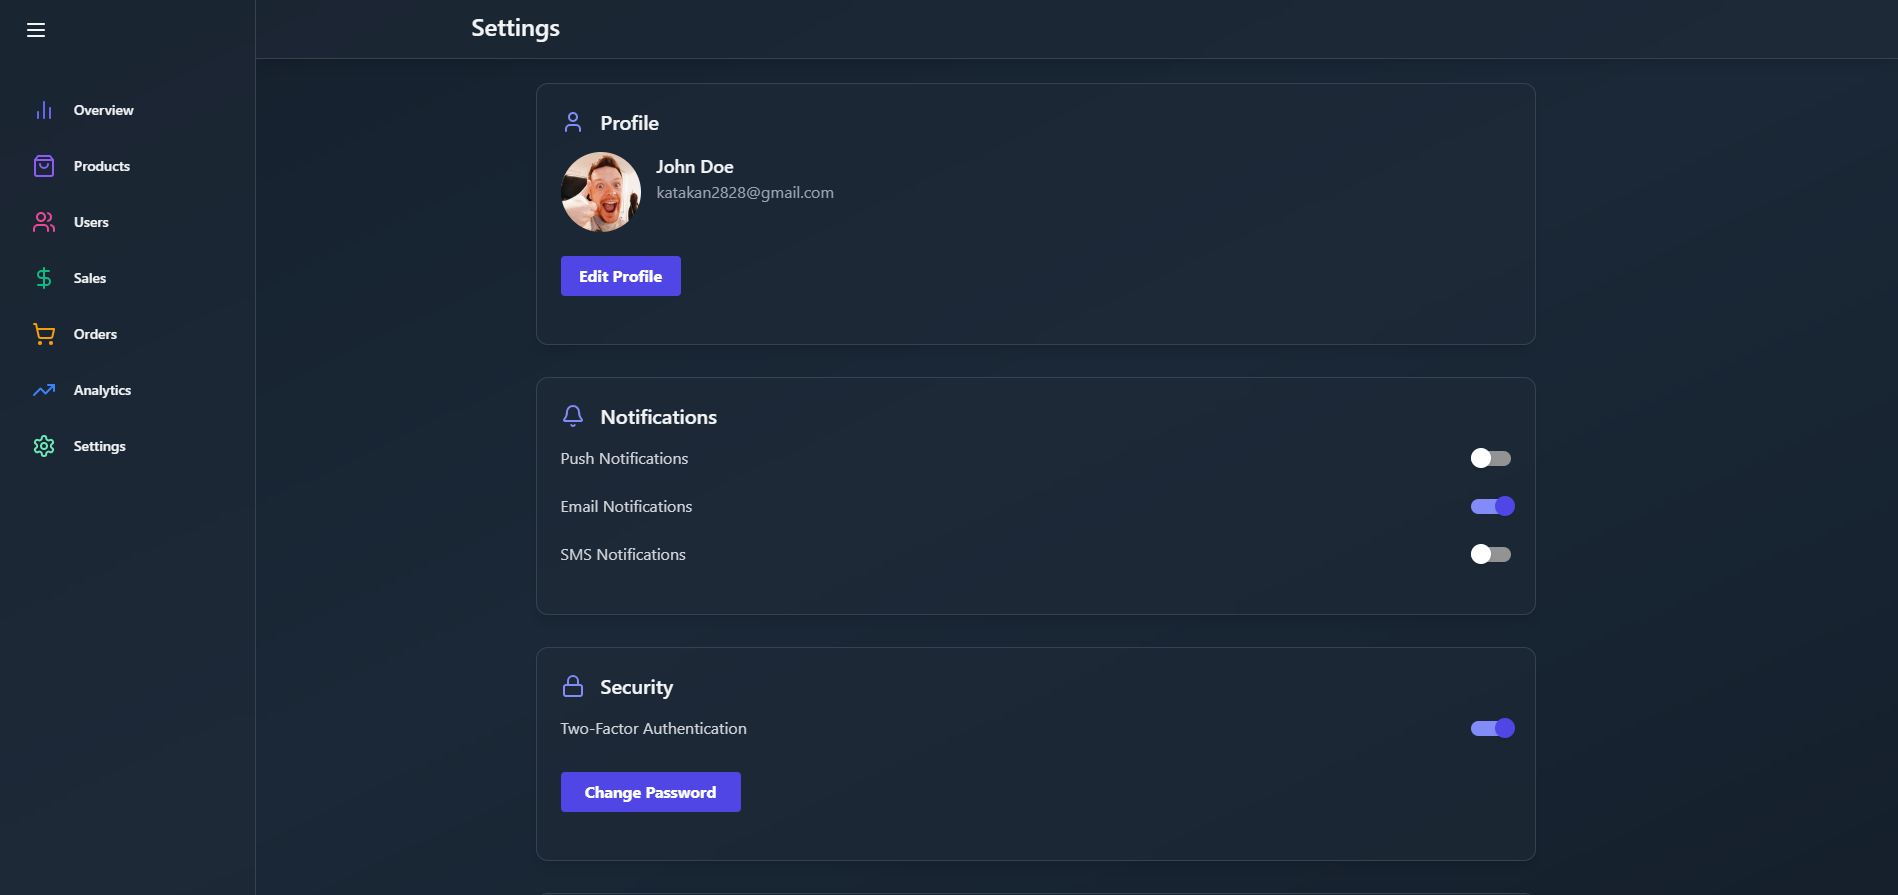 Settings
Overview
Products
Users
Sales
Orders
Analytics
Settings
Profile
John Doe
katakan2828@gmail.com
Edit Profile
Notifications
Push Notifications
Email Notifications
SMS Notifications
Security
Two-Factor Authentication
Change Password